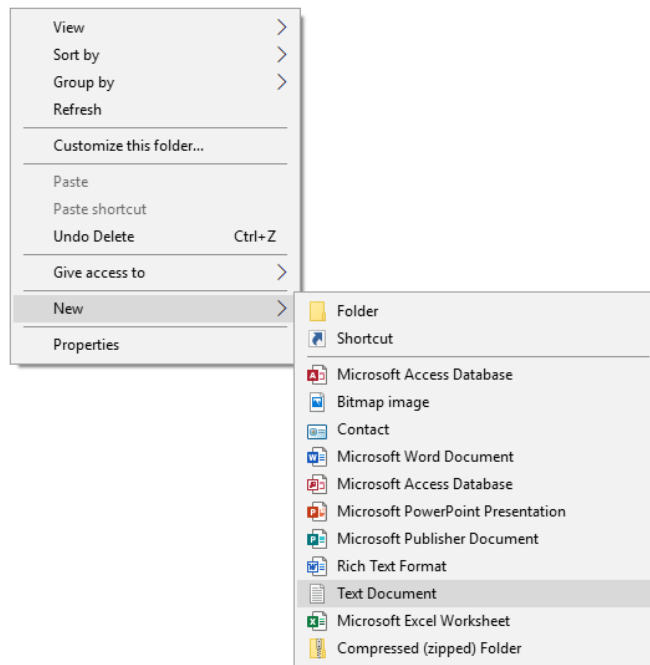 View
Sort by
Group by
Refresh
Customize this folder...
Paste
Paste shortcut
Undo Delete Ctrl+Z
Give access to
New
Properties
Folder
Shortcut
Microsoft Access Database
Bitmap image
Contact
Microsoft Word Document
Microsoft Access Database
Microsoft PowerPoint Presentation
Microsoft Publisher Document
Rich Text Format
Text Document
Microsoft Excel Worksheet
Compressed (zipped) Folder